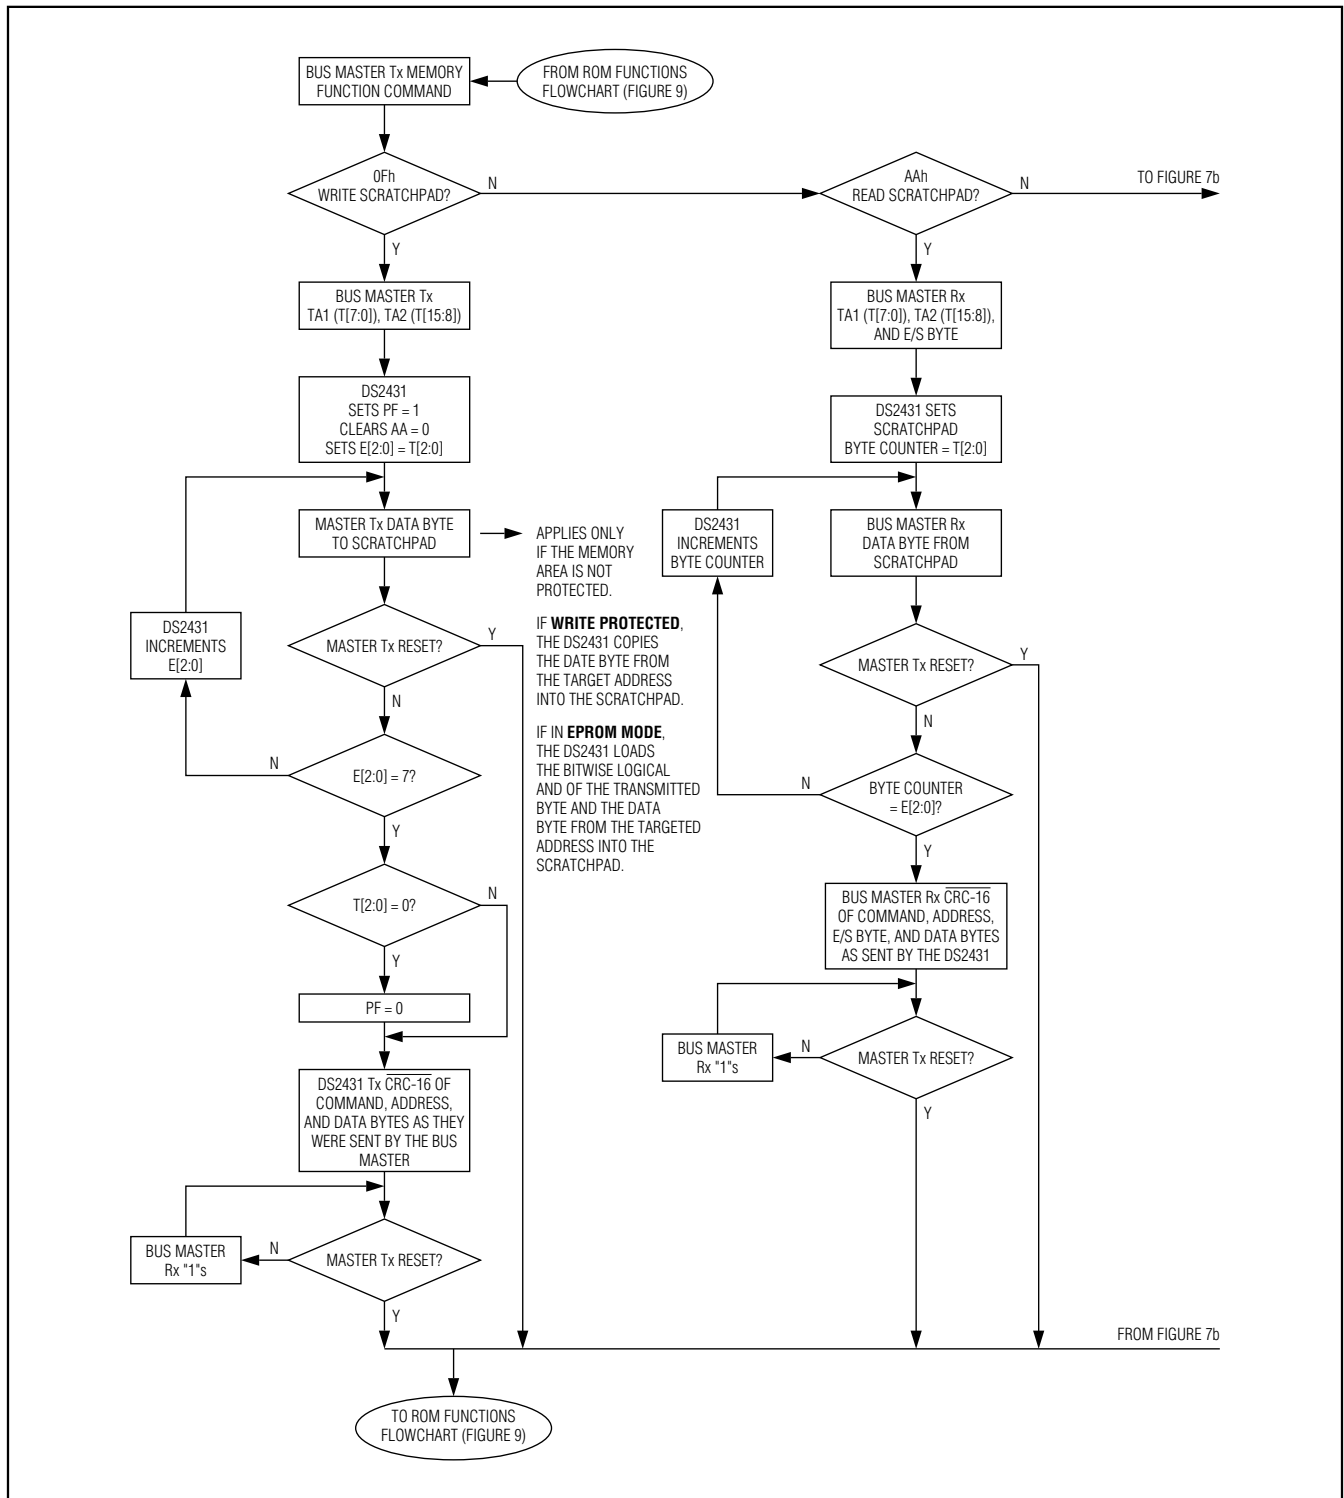 BUS MASTER Tx MEMORY
FUNCTION COMMAND
FROM ROM FUNCTIONS
FLOWCHART (FIGURE 9)
0Fh
WRITE SCRATCHPAD?
N
Y
AAh
READ SCRATCHPAD?
N
Y
TO FIGURE 7b
BUS MASTER Tx
TA1 (T[7:0]), TA2 (T[15:8])
DS2431
SETS PF = 1
CLEARS AA = 0
SETS E[2:0] = T[2:0]
MASTER Tx DATA BYTE
TO SCRATCHPAD
APPLIES ONLY
IF THE MEMORY
AREA IS NOT
PROTECTED.
IF WRITE PROTECTED,
THE DS2431 COPIES
THE DATE BYTE FROM
THE TARGET ADDRESS
INTO THE SCRATCHPAD.
IF IN EPROM MODE,
THE DS2431 LOADS
THE BITWISE LOGICAL
AND OF THE TRANSMITTED
BYTE AND THE DATA
BYTE FROM THE TARGETED
ADDRESS INTO THE
SCRATCHPAD.
DS2431
INCREMENTS
E[2:0]
MASTER Tx RESET?
Y
N
E[2:0] = 7?
N
Y
T[2:0] = 0?
N
Y
PF = 0
DS2431 Tx CRC-16 OF
COMMAND, ADDRESS,
AND DATA BYTES AS THEY
WERE SENT BY THE BUS
MASTER
BUS MASTER
Rx "1"s
N
MASTER Tx RESET?
Y
BUS MASTER Rx
TA1 (T[7:0]), TA2 (T[15:8]),
AND E/S BYTE
DS2431 SETS
SCRATCHPAD
BYTE COUNTER = T[2:0]
DS2431
INCREMENTS
BYTE COUNTER
BUS MASTER Rx
DATA BYTE FROM
SCRATCHPAD
MASTER Tx RESET?
Y
N
BYTE COUNTER
= E[2:0]?
N
Y
BUS MASTER Rx CRC-16
OF COMMAND, ADDRESS,
E/S BYTE, AND DATA BYTES
AS SENT BY THE DS2431
BUS MASTER
Rx "1"s
N
MASTER Tx RESET?
Y
FROM FIGURE 7b
TO ROM FUNCTIONS
FLOWCHART (FIGURE 9)